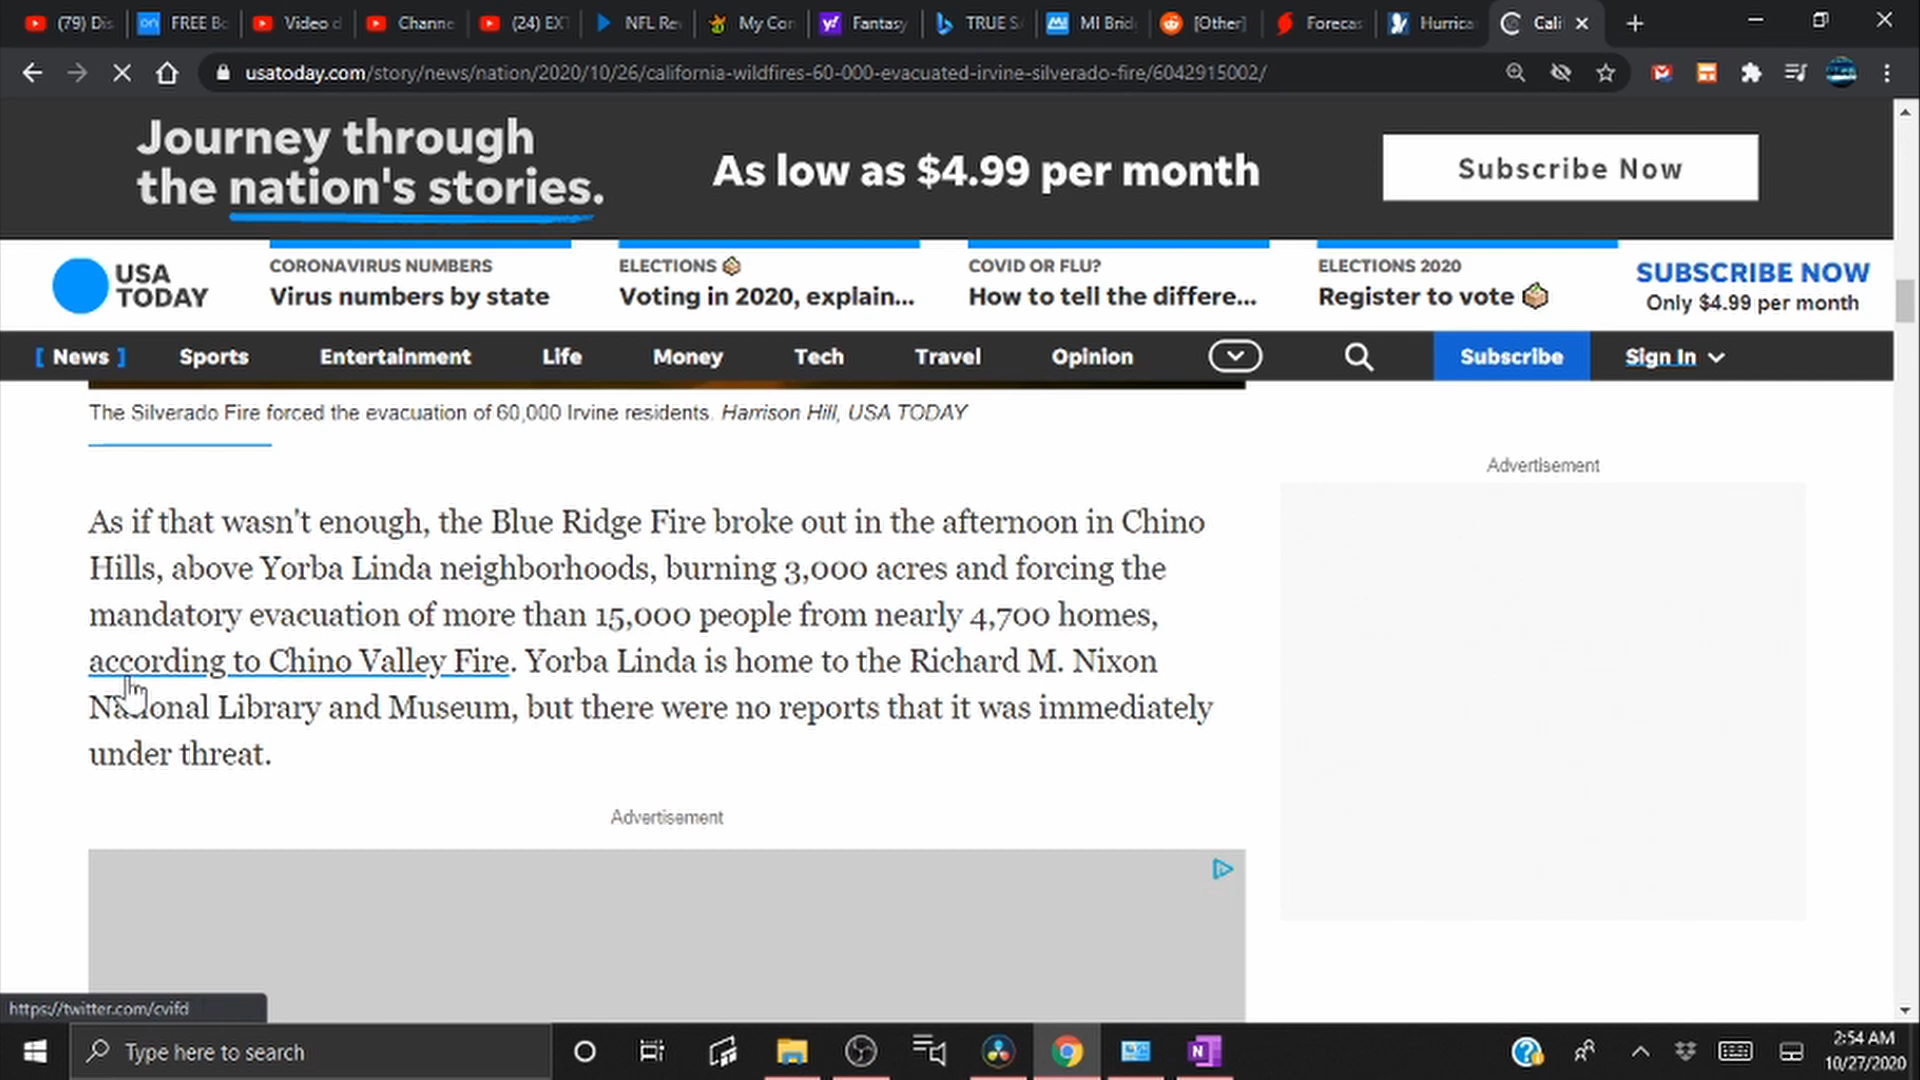 (79) Dis
on FREE Bo
Video d
Channe
(24) EXT
NFL Rev
My Con
Fantasy
TRUE S
MI Brid
[Other]
Forecas
Hurrica
Cali
usatoday.com/story/news/nation/2020/10/26/california-wildfires-60-000-evacuated-irvine-silverado-fire/6042915002/
Journey through
the nation's stories.
As low as $4.99 per month
Subscribe Now
USA
TODAY
CORONAVIRUS NUMBERS
Virus numbers by state
ELECTIONS
Voting in 2020, explain...
COVID OR FLU?
How to tell the differe...
ELECTIONS 2020
Register to vote
SUBSCRIBE NOW
Only $4.99 per month
[ News ]
Sports
Entertainment
Life
Money
Tech
Travel
Opinion
Subscribe
Sign In
The Silverado Fire forced the evacuation of 60,000 Irvine residents. Harrison Hill, USA TODAY
Advertisement
As if that wasn't enough, the Blue Ridge Fire broke out in the afternoon in Chino
Hills, above Yorba Linda neighborhoods, burning 3,000 acres and forcing the
mandatory evacuation of more than 15,000 people from nearly 4,700 homes,
according to Chino Valley Fire. Yorba Linda is home to the Richard M. Nixon
National Library and Museum, but there were no reports that it was immediately
under threat.
Advertisement
https://twitter.com/cvifd
Type here to search
N
2:54 AM
10/27/2020